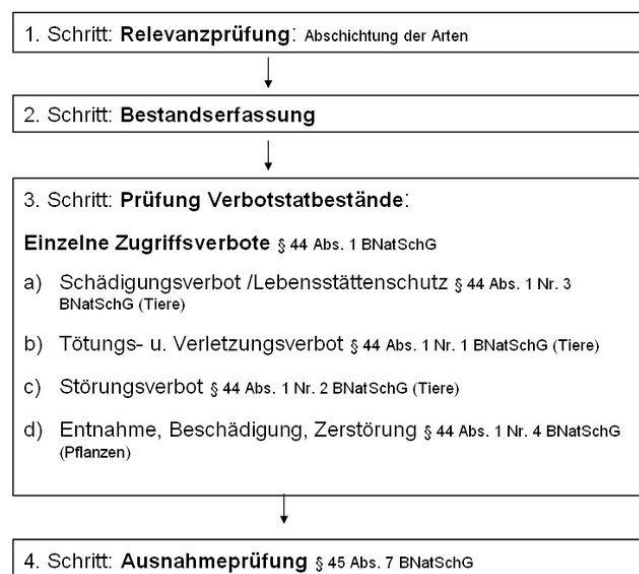 1. Schritt: Relevanzprüfung: Abschichtung der Arten
2. Schritt: Bestandserfassung
3. Schritt: Prüfung Verbotstatbestände:
Einzelne Zugriffsverbote § 44 Abs. 1 BNatSchG
a) Schädigungsverbot /Lebensstättenschutz § 44 Abs. 1 Nr. 3
BNatSchG (Tiere)
b) Tötungs- u. Verletzungsverbot § 44 Abs. 1 Nr. 1 BNatSchG (Tiere)
c) Störungsverbot § 44 Abs. 1 Nr. 2 BNatSchG (Tiere)
d) Entnahme, Beschädigung, Zerstörung § 44 Abs. 1 Nr. 4 BNatSchG
(Pflanzen)
4. Schritt: Ausnahmeprüfung § 45 Abs. 7 BNatSchG